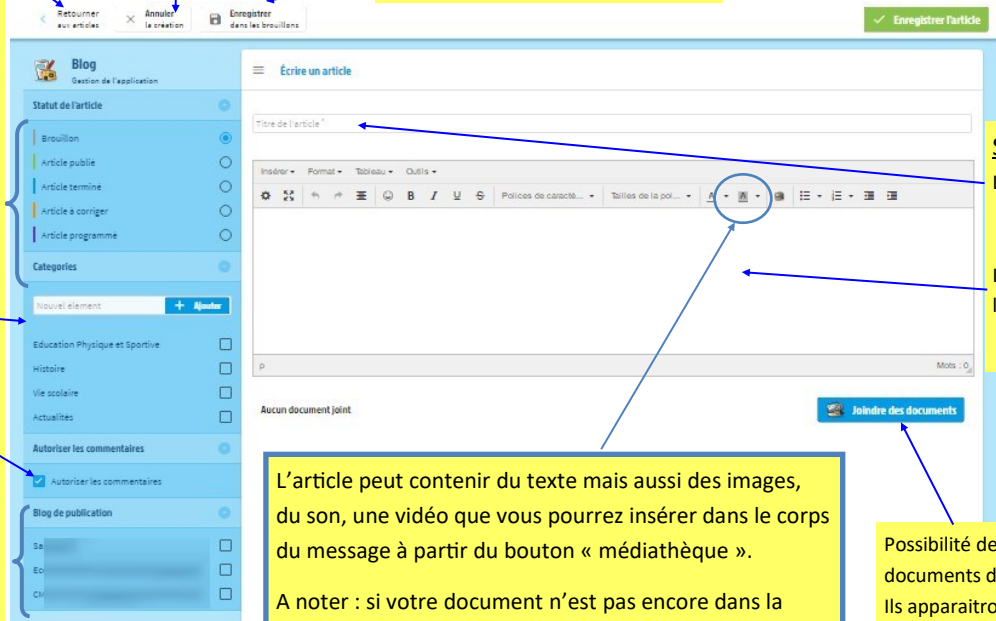 Retourner
aux articles
Annuler
la création
Enregistrer
dans les brouillons
Enregistrer l'article
Blog
Gestion de l'application
Écrire un article
Statut de l'article
Brouillon
Article publié
Article terminé
Article à corriger
Article programmé
Categories
Nouvel élement
+ Ajouter
Education Physique et Sportive
Histoire
Vie scolaire
Actualités
Autoriser les commentaires
Autoriser les commentaires
Blog de publication
Titre de l'article *
Insérer Format Tableau Outils
B I U S Polices de caractè... Tailles de la pol... A A
p
Mots : 0
Aucun document joint
Joindre des documents
L'article peut contenir du texte mais aussi des images,
du son, une vidéo que vous pourrez insérer dans le corps
du message à partir du bouton « médiathèque ».
A noter : si votre document n'est pas encore dans la
Possibilité de
documents d
Ils apparaitro